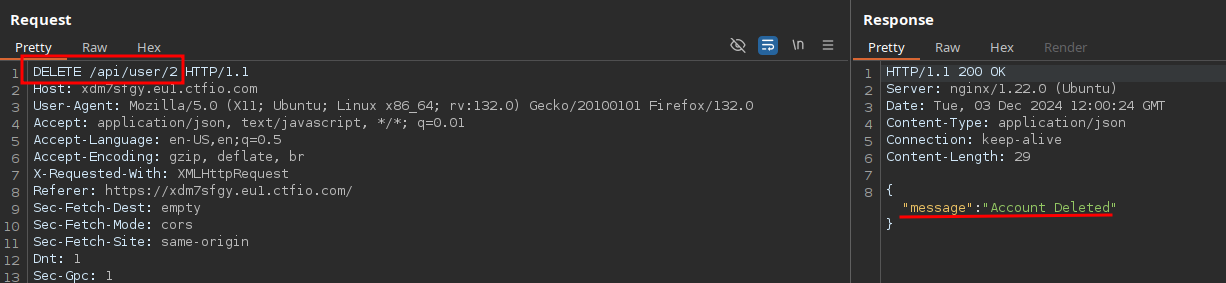 Request
Pretty Raw Hex
\n
1 DELETE /api/user/2 HTTP/1.1
2 Host: xdm7sfgy.eu1.ctfio.com
3 User-Agent: Mozilla/5.0 (X11; Ubuntu; Linux x86_64; rv:132.0) Gecko/20100101 Firefox/132.0
4 Accept: application/json, text/javascript, */*; q=0.01
5 Accept-Language: en-US,en;q=0.5
6 Accept-Encoding: gzip, deflate, br
7 X-Requested-With: XMLHttpRequest
8 Referer: https://xdm7sfgy.eu1.ctfio.com/
9 Sec-Fetch-Dest: empty
10 Sec-Fetch-Mode: cors
11 Sec-Fetch-Site: same-origin
12 Dnt: 1
13 Sec-Gpc: 1
Response
Pretty Raw Hex Render
1 HTTP/1.1 200 OK
2 Server: nginx/1.22.0 (Ubuntu)
3 Date: Tue, 03 Dec 2024 12:00:24 GMT
4 Content-Type: application/json
5 Connection: keep-alive
6 Content-Length: 29
7
8 {
"message":"Account Deleted"
}